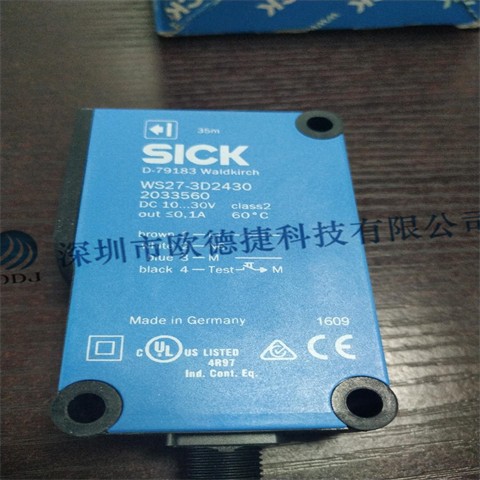 35m
SICK
D-79183 Waldkirch
WS27-3D2430
2033560
DC 10...30V class2
out ≤0.1A 60°C
深圳市欧德捷科技有限公司
3 — M
black 4 — Test M
Made in Germany 1609
C UL US LISTED
4R97
Ind. Cont. Eq.